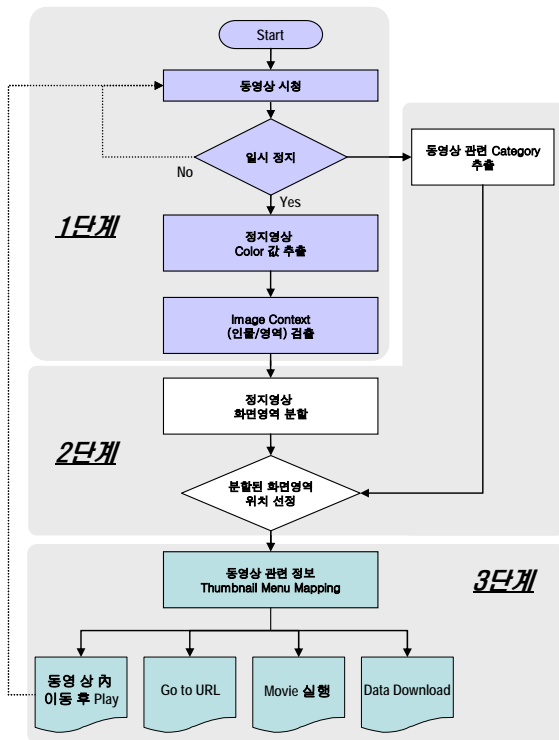 Start
동영상 시청
일시 정지
No
Yes
동영상 관련 Category
추출
1단계
정지영상
Color 값 추출
Image Context
(인물/영역) 검출
정지영상
화면영역 분할
2단계
분할된 화면영역
위치 선정
동영상 관련 정보
Thumbnail Menu Mapping
3단계
동영 상 內
이동 후 Play
Go to URL
Movie 실행
Data Download